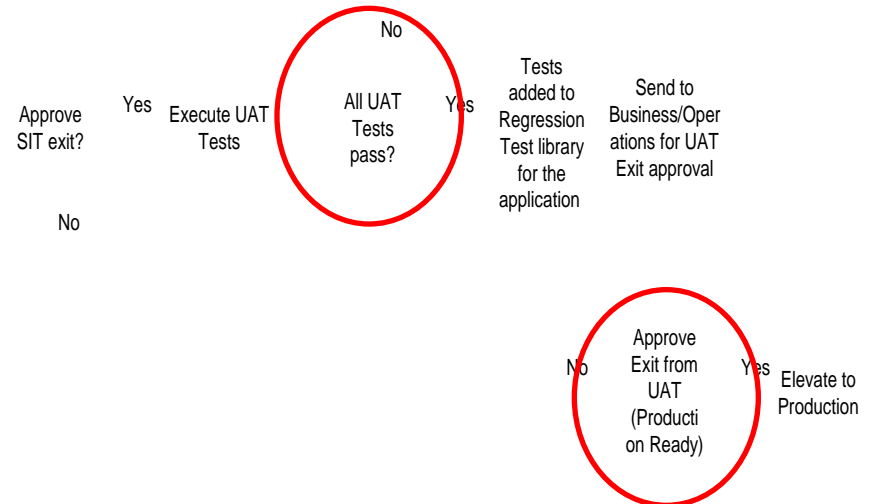 No
Approve
SIT exit?
Yes
Execute UAT
Tests
All UAT
Tests
pass?
Yes
Tests
added to
Regression
Test library
for the
application
Send to
Business/Oper
ations for UAT
Exit approval
No
No
Approve
Exit from
UAT
(Producti
on Ready)
Yes
Elevate to
Production